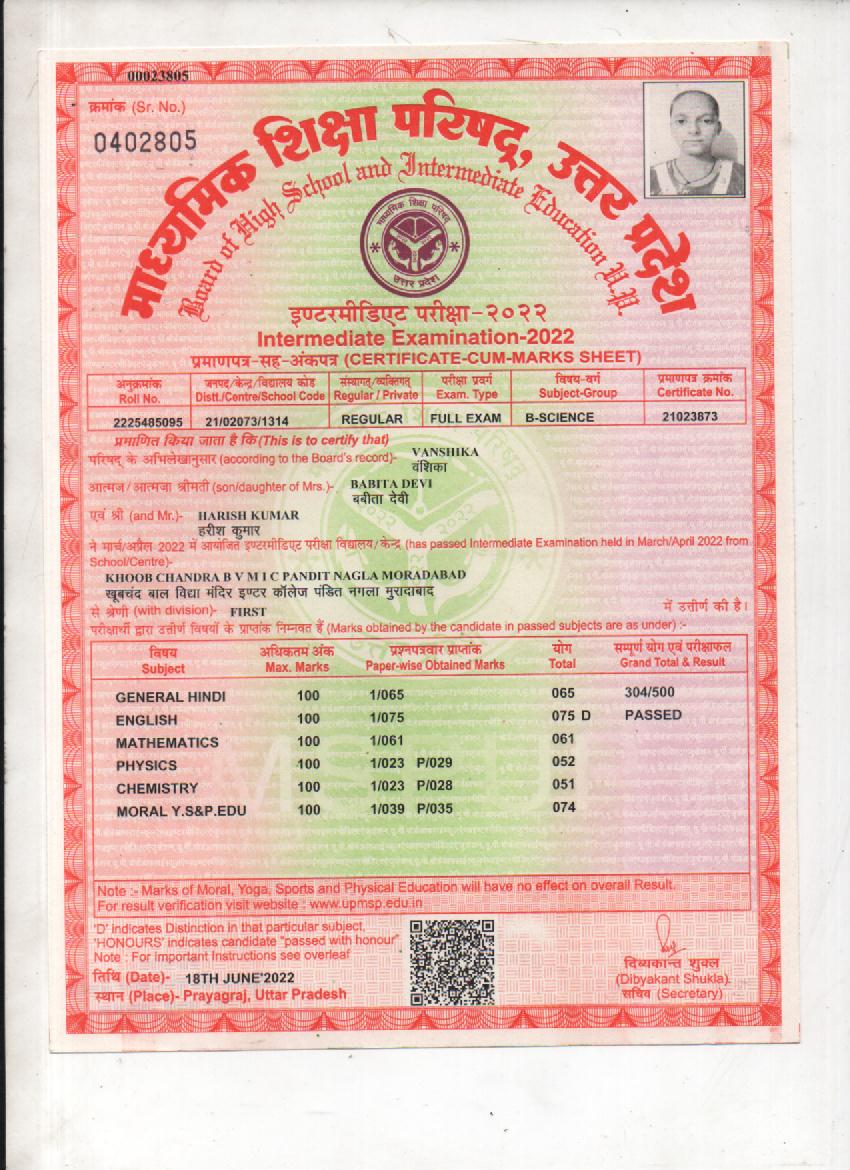 00023805
क्रमांक (Sr. No.)
0402805
माध्यमिक शिक्षा परिषद्, उत्तर प्रदेश
Board of High School and Intermediate Education U.P.
माध्यमिक शिक्षा परिषद्
उत्तर प्रदेश
इण्टरमीडिएट परीक्षा-२०२२
Intermediate Examination-2022
प्रमाणपत्र-सह-अंकपत्र (CERTIFICATE-CUM-MARKS SHEET)
अनुक्रमांक जनपद/केन्द्र/विद्यालय कोड संस्थागत/व्यक्तिगत परीक्षा प्रवर्ग विषय-वर्ग प्रमाणपत्र क्रमांक
Roll No. Distt./Centre/School Code Regular / Private Exam. Type Subject-Group Certificate No.
2225485095 21/02073/1314 REGULAR FULL EXAM B-SCIENCE 21023873
प्रमाणित किया जाता है कि (This is to certify that)
परिषद् के अभिलेखानुसार (according to the Board's record)- VANSHIKA
वंशिका
आत्मज/आत्मजा श्रीमती (son/daughter of Mrs.)- BABITA DEVI
बबीता देवी
एवं श्री (and Mr.)- HARISH KUMAR
हरीश कुमार
ने मार्च/अप्रैल 2022 में आयोजित इण्टरमीडिएट परीक्षा विद्यालय/केन्द्र (has passed Intermediate Examination held in March/April 2022 from
School/Centre)-
KHOOB CHANDRA B V M I C PANDIT NAGLA MORADABAD
खूबचंद बाल विद्या मंदिर इण्टर कॉलेज पंडित नगला मुरादाबाद
से श्रेणी (with division)- FIRST में उत्तीर्ण की है।
परीक्षार्थी द्वारा उत्तीर्ण विषयों के प्राप्तांक निम्नवत हैं (Marks obtained by the candidate in passed subjects are as under) :-
विषय अधिकतम अंक प्रश्नपत्रवार प्राप्तांक योग सम्पूर्ण योग एवं परीक्षाफल
Subject Max. Marks Paper-wise Obtained Marks Total Grand Total & Result
GENERAL HINDI 100 1/065 065 304/500
ENGLISH 100 1/075 075 D PASSED
MATHEMATICS 100 1/061 061
PHYSICS 100 1/023 P/029 052
CHEMISTRY 100 1/023 P/028 051
MORAL Y.S&P.EDU 100 1/039 P/035 074
Note :- Marks of Moral, Yoga, Sports and Physical Education will have no effect on overall Result.
For result verification visit website : www.upmsp.edu.in
'D' indicates Distinction in that particular subject.
'HONOURS' indicates candidate "passed with honour"
Note : For Important Instructions see overleaf
तिथि (Date)- 18TH JUNE'2022
स्थान (Place)- Prayagraj, Uttar Pradesh
दिव्यकान्त शुक्ल
(Dibyakant Shukla)
सचिव (Secretary)